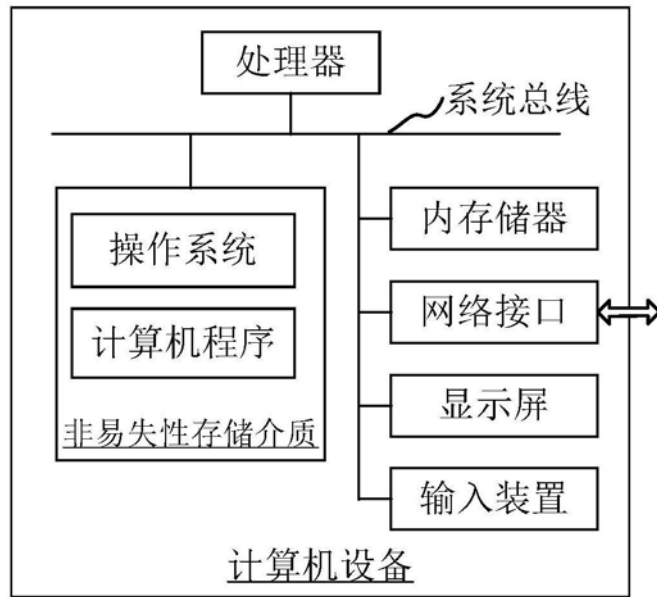 处理器
系统总线
操作系统
计算机程序
非易失性存储介质
内存储器
网络接口
显示屏
输入装置
计算机设备